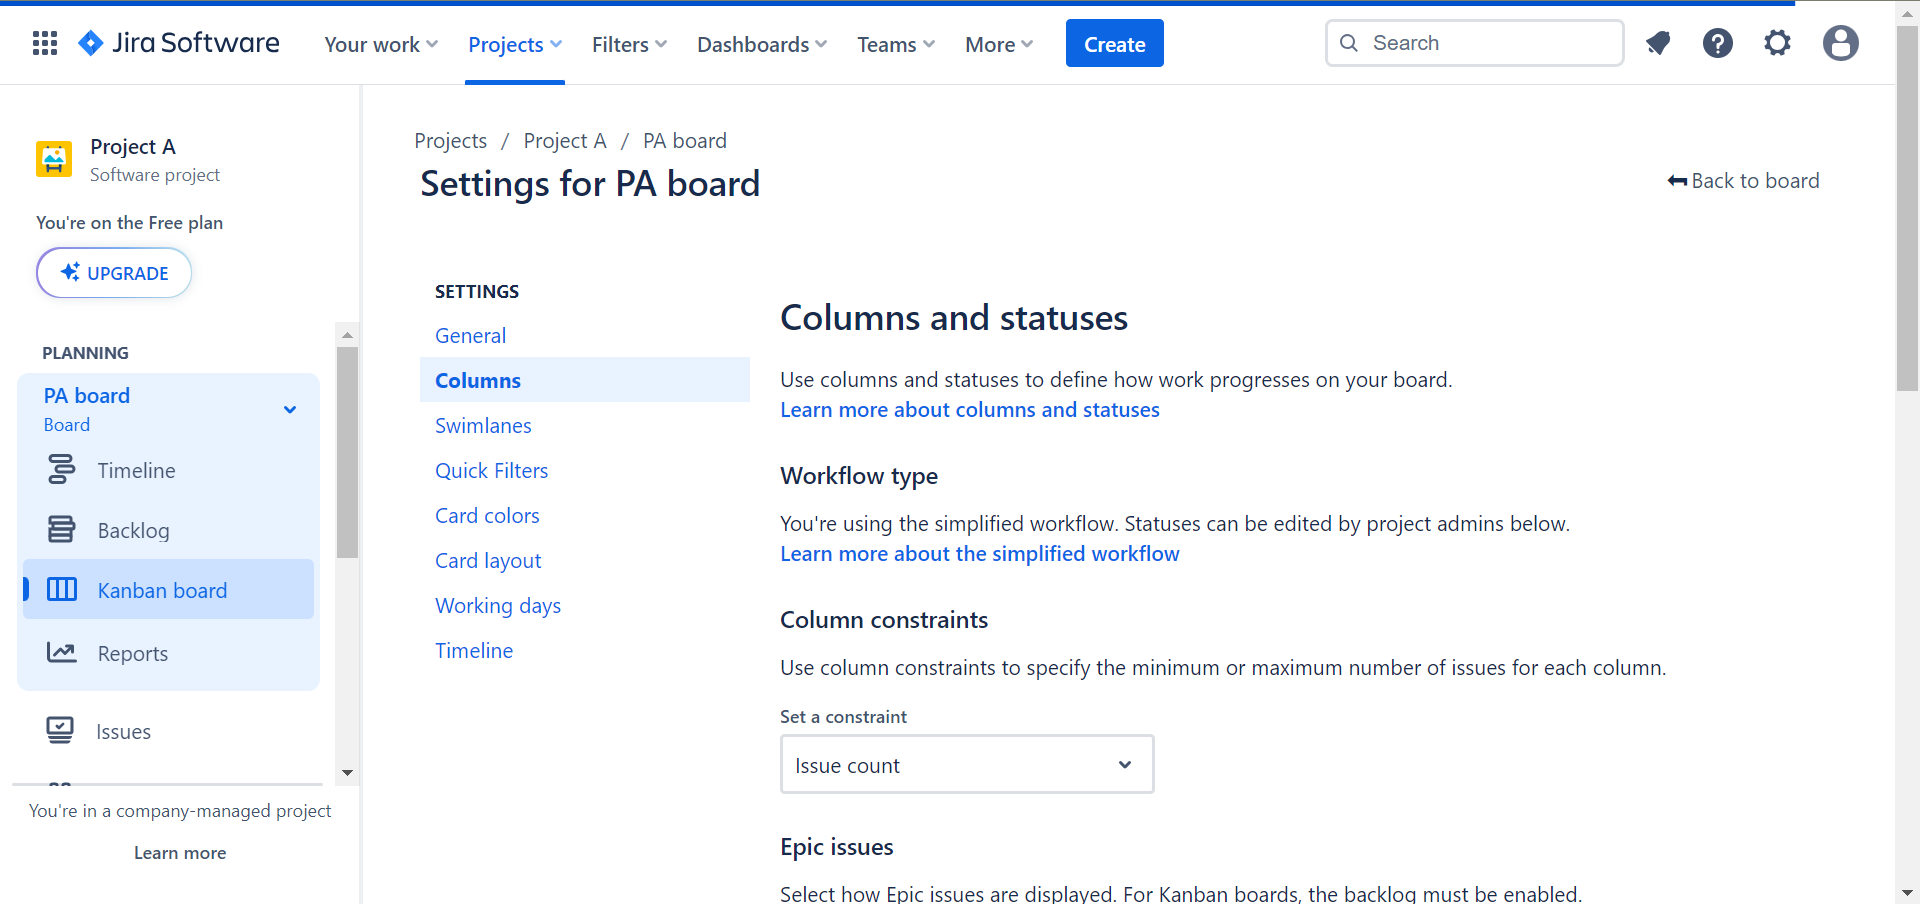 Jira Software
Your work
Projects
Filters
Dashboards
Teams
More
Create
Search
Project A
Software project
You're on the Free plan
UPGRADE
PLANNING
PA board
Board
Timeline
Backlog
Kanban board
Reports
Issues
You're in a company-managed project
Learn more
Projects / Project A / PA board
Settings for PA board
Back to board
SETTINGS
General
Columns
Swimlanes
Quick Filters
Card colors
Card layout
Working days
Timeline
Columns and statuses
Use columns and statuses to define how work progresses on your board.
Learn more about columns and statuses
Workflow type
You're using the simplified workflow. Statuses can be edited by project admins below.
Learn more about the simplified workflow
Column constraints
Use column constraints to specify the minimum or maximum number of issues for each column.
Set a constraint
Issue count
Epic issues
Select how Epic issues are displayed. For Kanban boards, the backlog must be enabled.